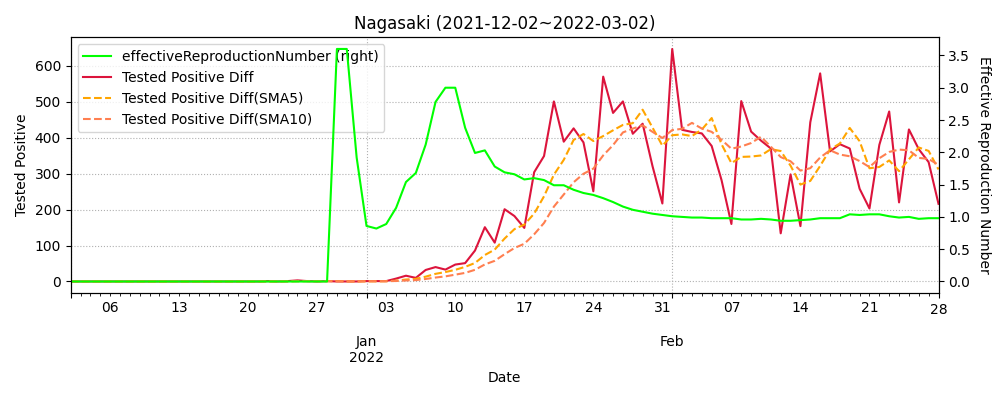 Nagasaki (2021-12-02~2022-03-02)
effectiveReproductionNumber (right)
Tested Positive Diff
Tested Positive Diff(SMA5)
Tested Positive Diff(SMA10)
Tested Positive
600
500
400
300
200
100
0
3.5
3.0
2.5
2.0
1.5
1.0
0.5
0.0
Effective Reproduction Number
06 13 20 27 03 10 17 24 31 07 14 21 28
Jan Feb
2022
Date